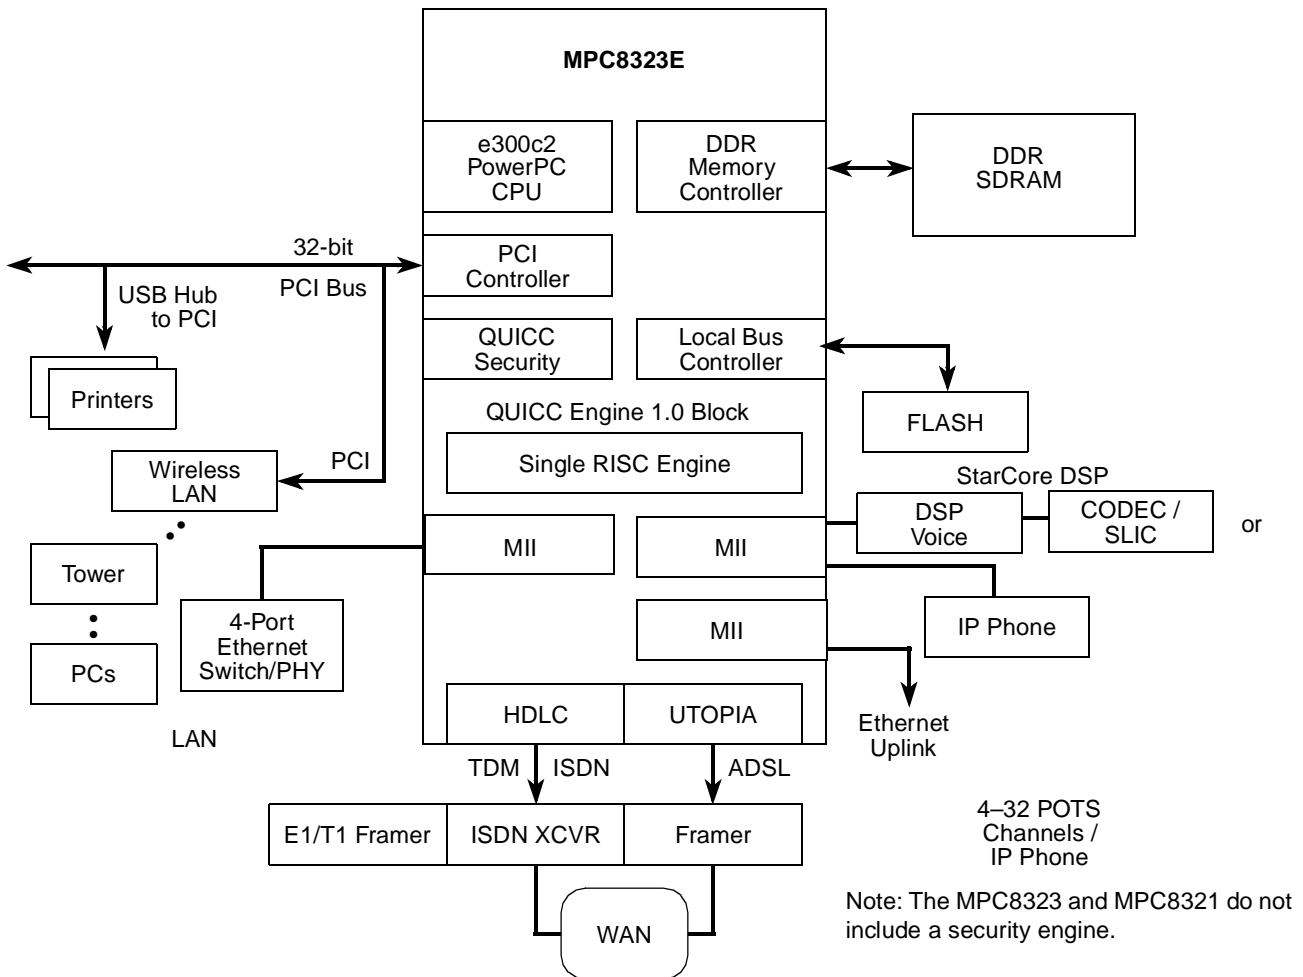 MPC8323E
e300c2
PowerPC
CPU
DDR
Memory
Controller
DDR
SDRAM
32-bit
PCI Bus
PCI
Controller
USB Hub
to PCI
Printers
QUICC
Security
Local Bus
Controller
FLASH
QUICC Engine 1.0 Block
Single RISC Engine
PCI
Wireless
LAN
StarCore DSP
DSP
Voice
CODEC /
SLIC
or
MII
MII
Tower
4-Port
Ethernet
Switch/PHY
MII
IP Phone
PCs
LAN
HDLC
UTOPIA
Ethernet
Uplink
TDM
ISDN
ADSL
E1/T1 Framer
ISDN XCVR
Framer
4–32 POTS
Channels /
IP Phone
WAN
Note: The MPC8323 and MPC8321 do not
include a security engine.